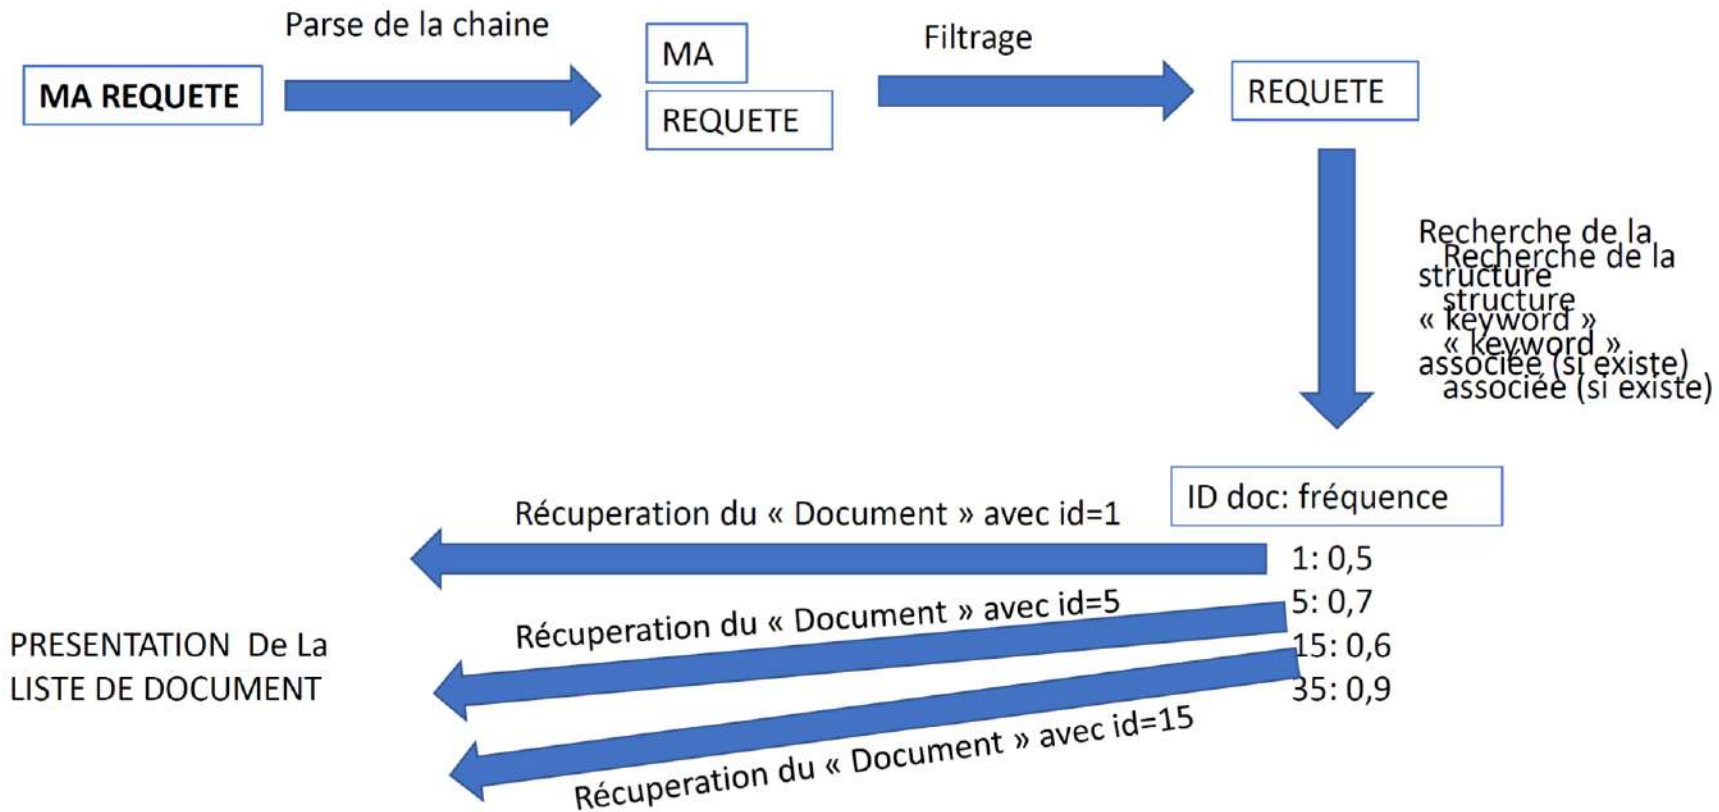 Parse de la chaine
MA REQUETE
MA
REQUETE
Filtrage
REQUETE
Recherche de la
structure
« keyword »
associée (si existe)
Recherche de la
structure
« keyword »
associée (si existe)
ID doc: fréquence
1: 0,5
5: 0,7
15: 0,6
35: 0,9
Récuperation du « Document » avec id=1
Récuperation du « Document » avec id=5
Récuperation du « Document » avec id=15
PRESENTATION De La
LISTE DE DOCUMENT